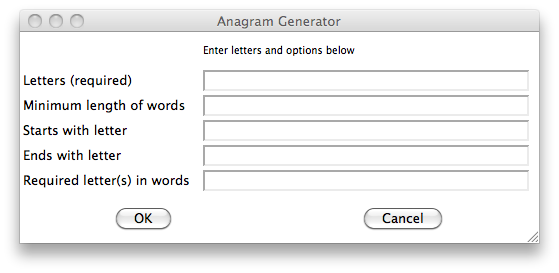 Anagram Generator
Enter letters and options below
Letters (required)
Minimum length of words
Starts with letter
Ends with letter
Required letter(s) in words
OK Cancel